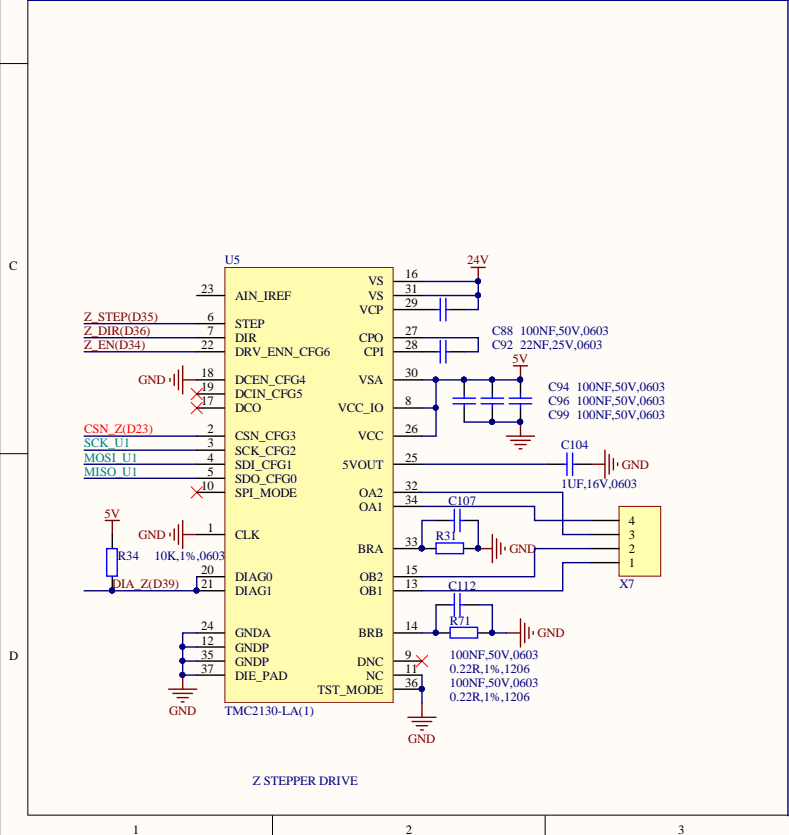 C
U5
24V
23
AIN_IREF
VS
16
VS
31
VCP
29
Z_STEP(D35)
6
STEP
Z_DIR(D36)
7
DIR
CPO
27
C88 100NF,50V,0603
Z_EN(D34)
22
DRV_ENN_CFG6
CPI
28
C92 22NF,25V,0603
5V
GND
18
DCEN_CFG4
VSA
30
19
DCIN_CFG5
C94 100NF,50V,0603
17
DCO
VCC_IO
8
C96 100NF,50V,0603
C99 100NF,50V,0603
CSN_Z(D23)
2
CSN_CFG3
VCC
26
SCK_U1
3
SCK_CFG2
C104
MOSI_U1
4
SDI_CFG1
5VOUT
25
GND
MISO_U1
5
SDO_CFG0
1UF,16V,0603
10
SPI_MODE
OA2
32
OA1
34
C107
5V
4
GND
1
CLK
R31
3
R34
10K,1%,0603
BRA
33
GND
2
1
20
DIAG0
OB2
15
X7
DIA_Z(D39)
21
DIAG1
OB1
13
C112
R71
24
GNDA
BRB
14
GND
12
GNDP
35
GNDP
DNC
9
100NF,50V,0603
37
DIE_PAD
NC
11
0.22R,1%,1206
TST_MODE
36
100NF,50V,0603
0.22R,1%,1206
GND
TMC2130-LA(1)
GND
D
Z STEPPER DRIVE
1
2
3